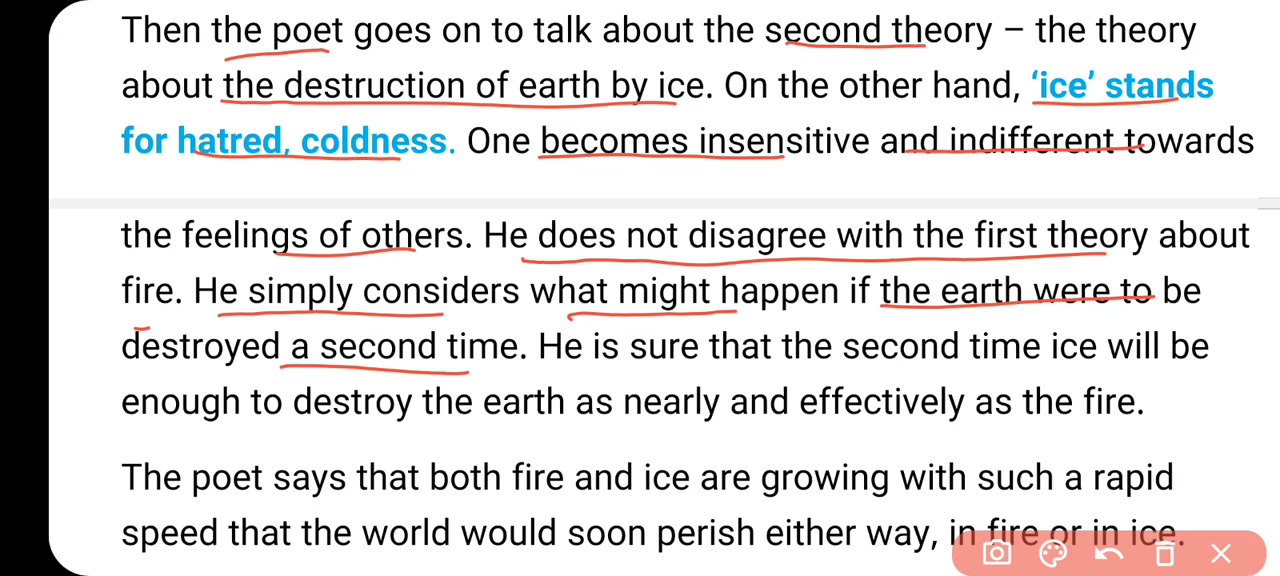 Then the poet goes on to talk about the second theory – the theory
about the destruction of earth by ice. On the other hand, ‘ice’ stands
for hatred, coldness. One becomes insensitive and indifferent towards
the feelings of others. He does not disagree with the first theory about
fire. He simply considers what might happen if the earth were to be
destroyed a second time. He is sure that the second time ice will be
enough to destroy the earth as nearly and effectively as the fire.
The poet says that both fire and ice are growing with such a rapid
speed that the world would soon perish either way, in fire or in ice.